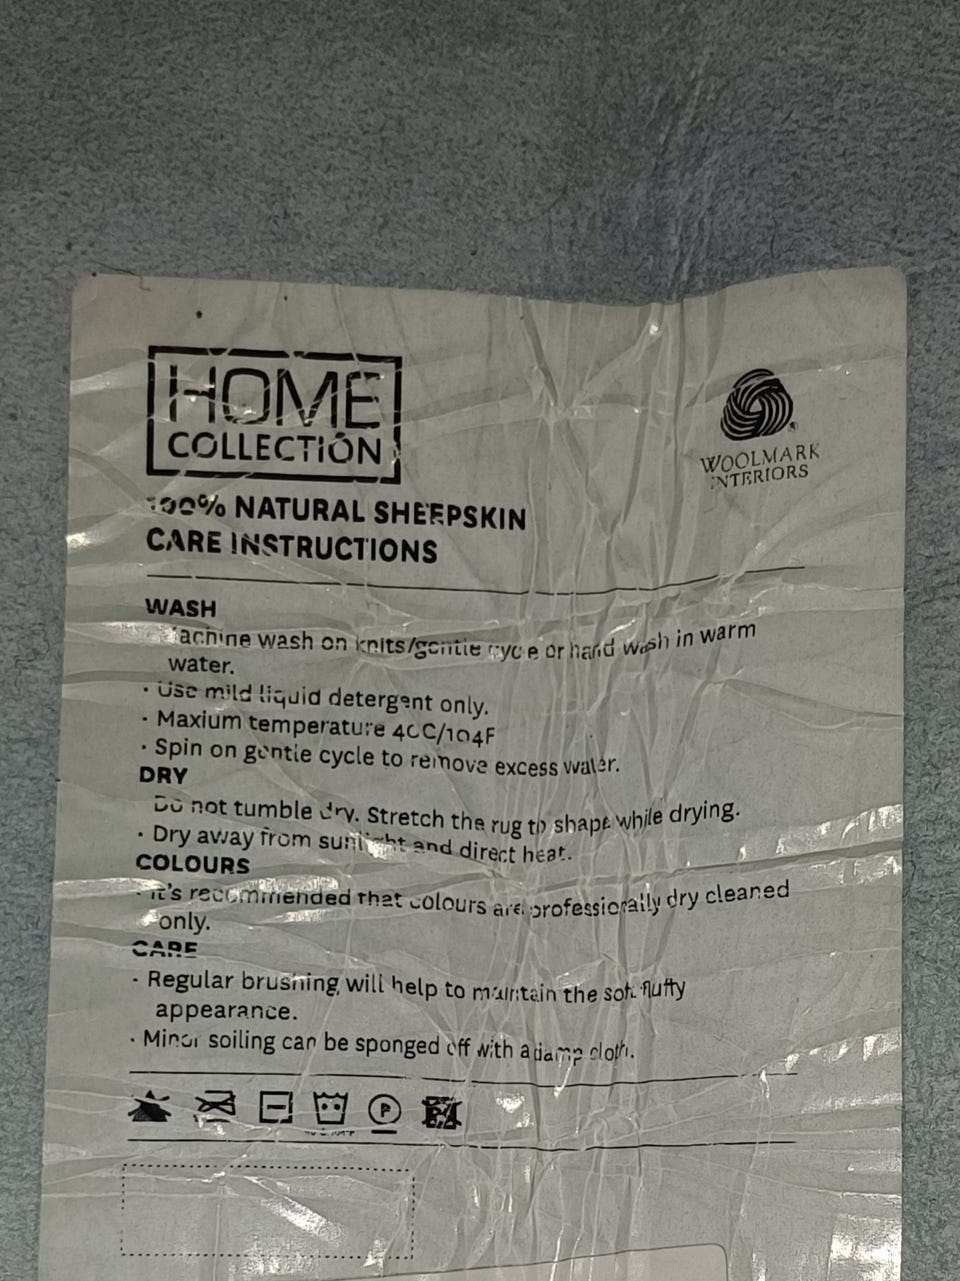 HOME
COLLECTION
WOOLMARK
INTERIORS
100% NATURAL SHEEPSKIN
CARE INSTRUCTIONS
WASH
Machine wash on knits/gentle cycle or hand wash in warm
water.
· Use mild liquid detergent only.
· Maxium temperature 40C/104F
· Spin on gentle cycle to remove excess water.
DRY
Do not tumble dry. Stretch the rug to shape while drying.
· Dry away from sunlight and direct heat.
COLOURS
· It's recommended that colours are professionally dry cleaned
only.
CARE
· Regular brushing will help to maintain the soft fluffy
appearance.
· Minor soiling can be sponged off with a damp cloth.
P